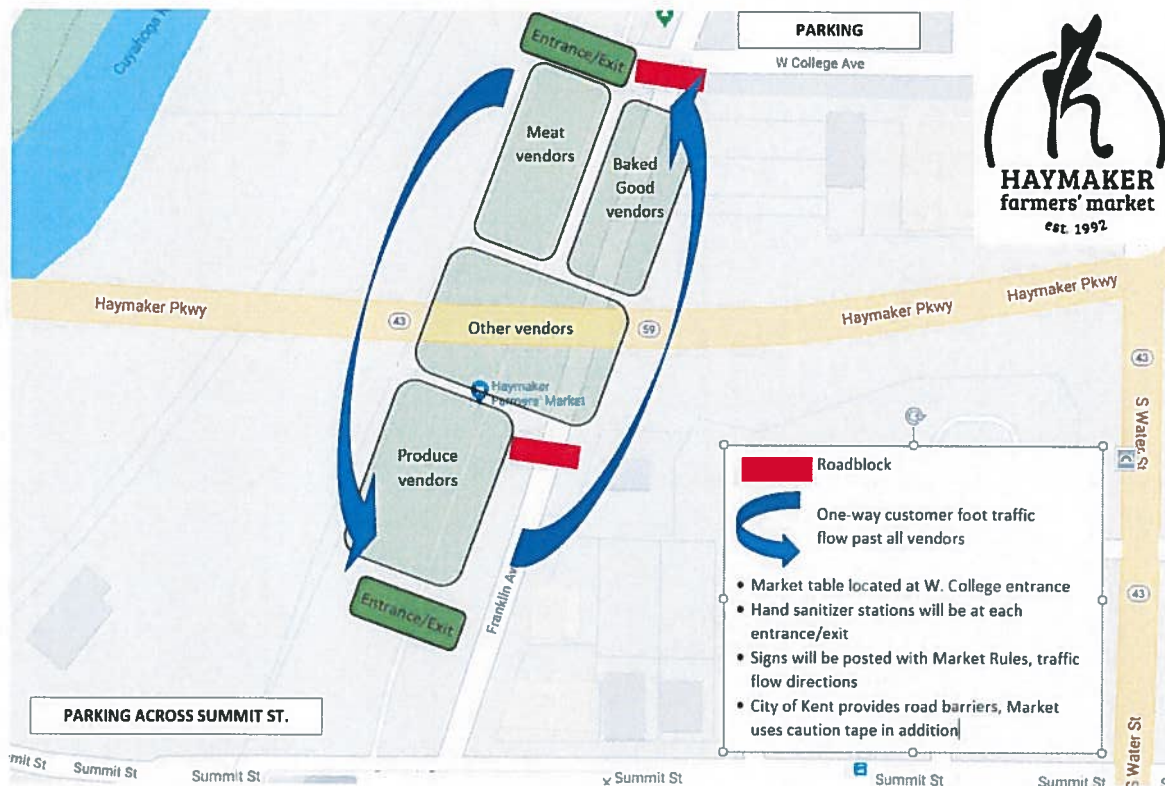 Cuyahoga
Entrance/Exit
PARKING
W College Ave
HAYMAKER
farmers' market
est. 1992
Meat
vendors
Baked
Good
vendors
Haymaker Pkwy
43
Other vendors
59
Haymaker Pkwy
Haymaker Pkwy
43
S Water St
Haymaker
Farmers' Market
Produce
vendors
Roadblock
One-way customer foot traffic
flow past all vendors
• Market table located at W. College entrance
• Hand sanitizer stations will be at each
entrance/exit
• Signs will be posted with Market Rules, traffic
flow directions
• City of Kent provides road barriers, Market
uses caution tape in addition
43
Entrance/Exit
Franklin Av
PARKING ACROSS SUMMIT ST.
S Water St
mit St
Summit St
Summit St
Summit St
Summit St
Summit St